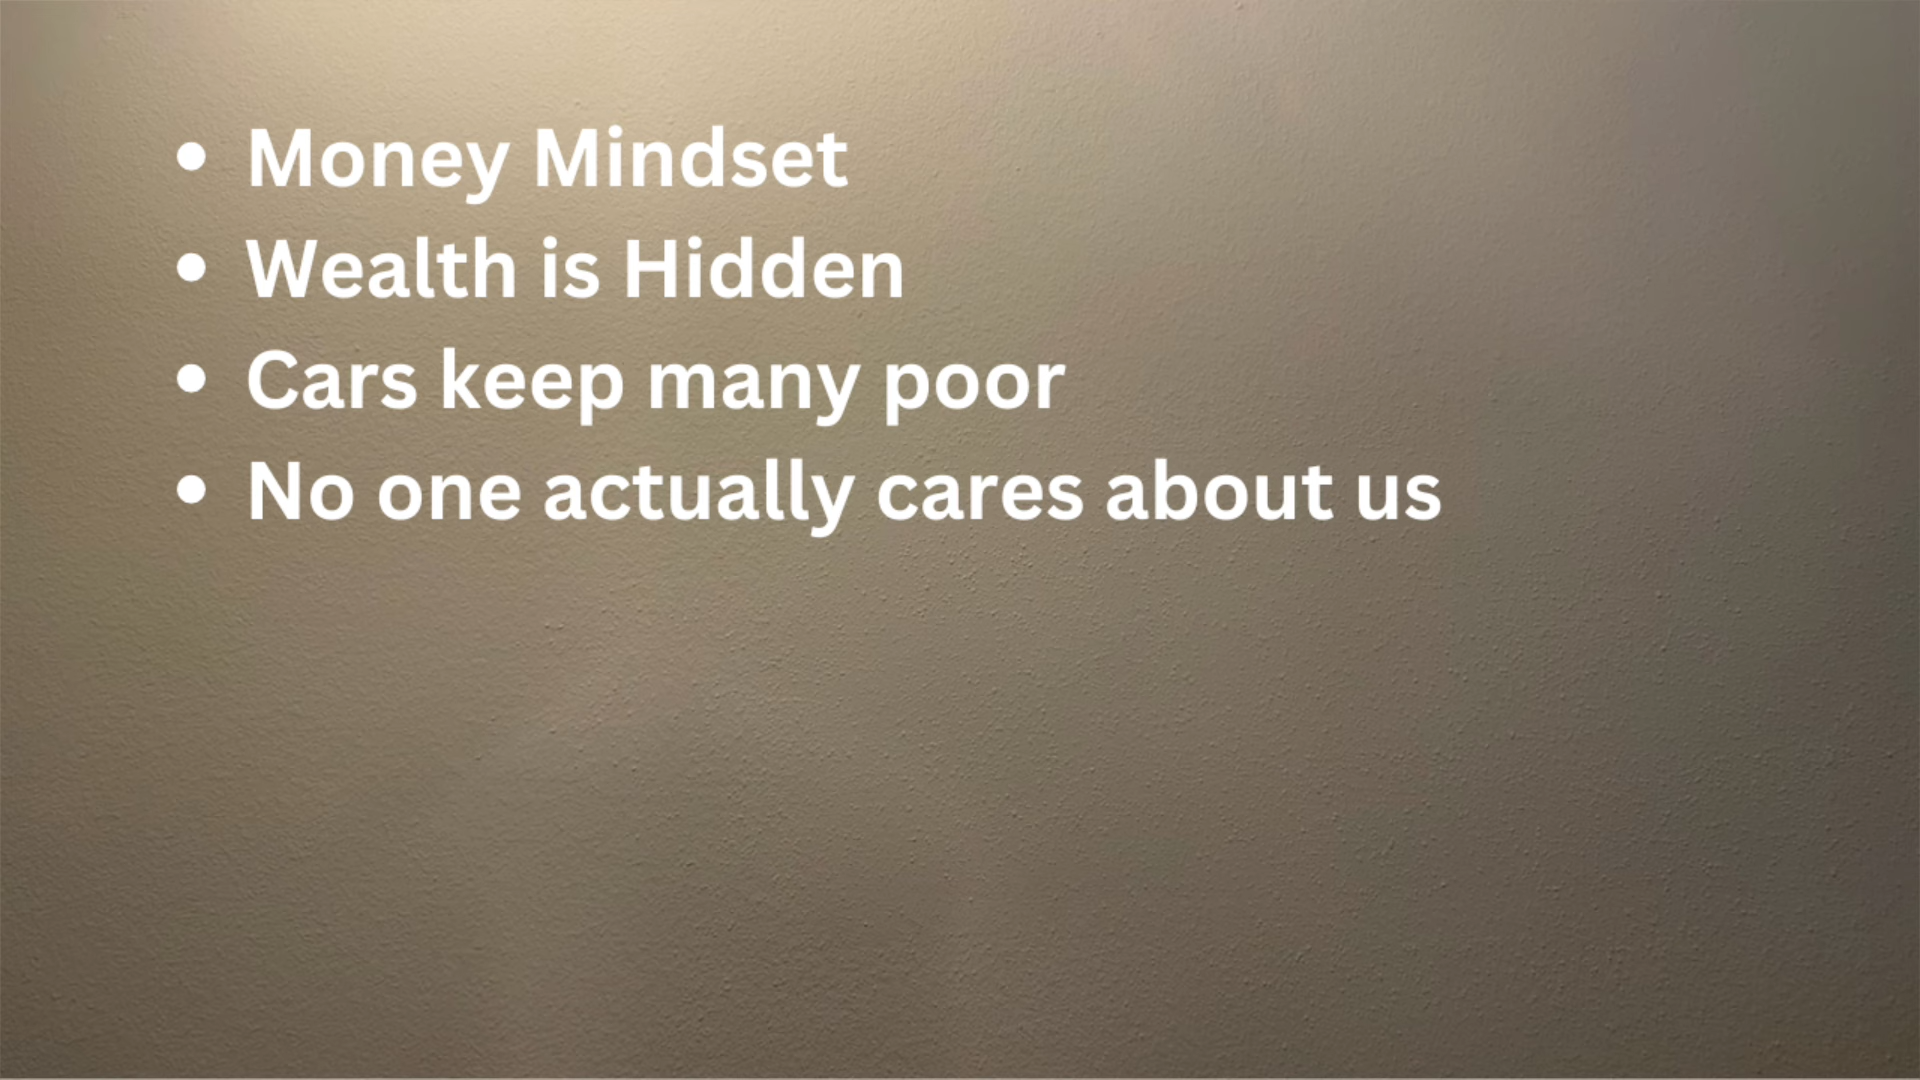 • Money Mindset
• Wealth is Hidden
• Cars keep many poor
• No one actually cares about us